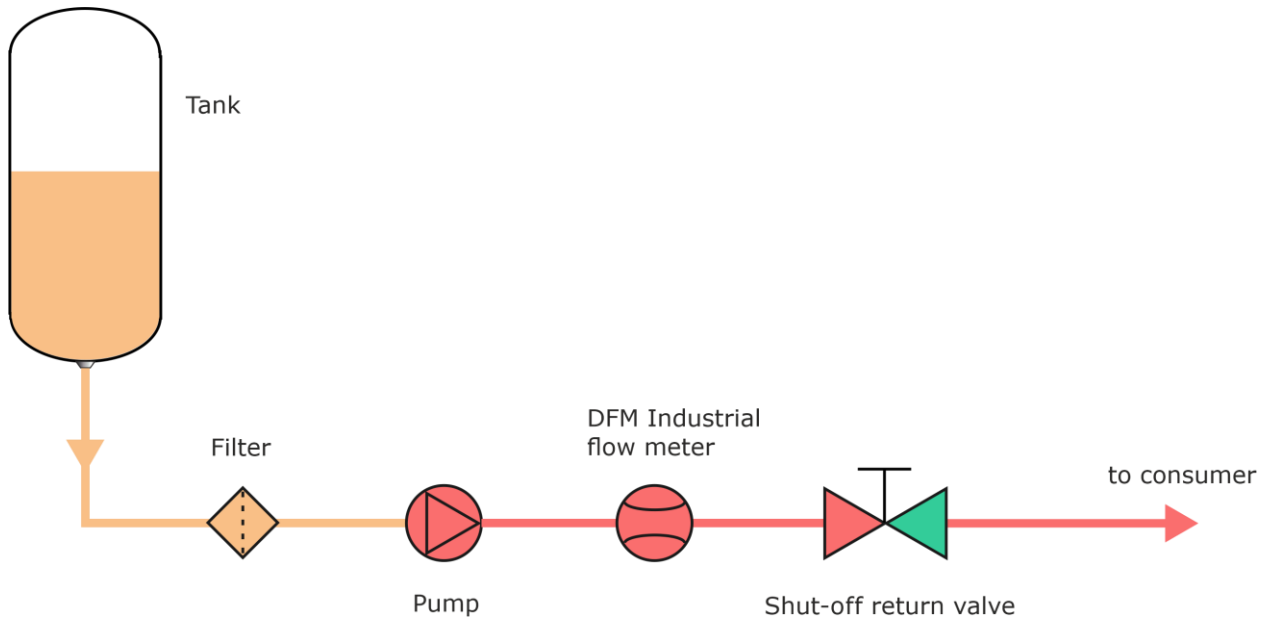 Tank
Filter
DFM Industrial
flow meter
to consumer
Pump
Shut-off return valve